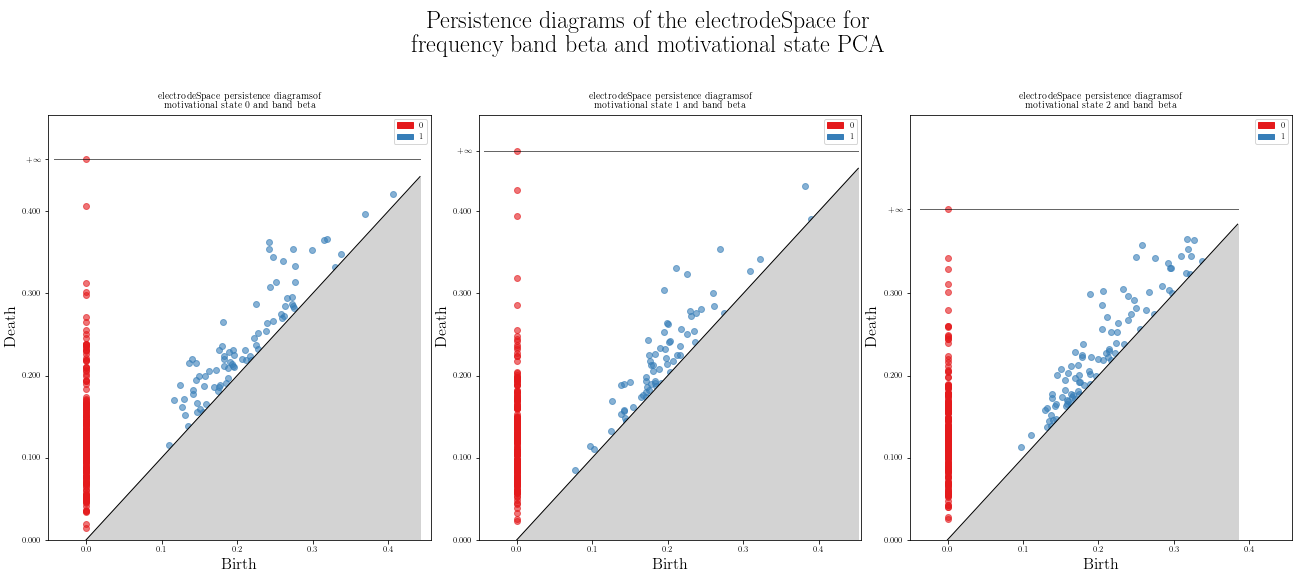 Persistence diagrams of the electrodeSpace for
frequency band beta and motivational state PCA
electrodeSpace persistence diagramsof
motivational state 0 and band beta
0
1
+∞
0.400
0.300
0.200
0.100
0.000
Death
0.0
0.1
0.2
0.3
0.4
Birth
electrodeSpace persistence diagramsof
motivational state 1 and band beta
0
1
+∞
0.400
0.300
0.200
0.100
0.000
Death
0.0
0.1
0.2
0.3
0.4
Birth
electrodeSpace persistence diagramsof
motivational state 2 and band beta
0
1
+∞
0.300
0.200
0.100
0.000
Death
0.0
0.1
0.2
0.3
0.4
Birth